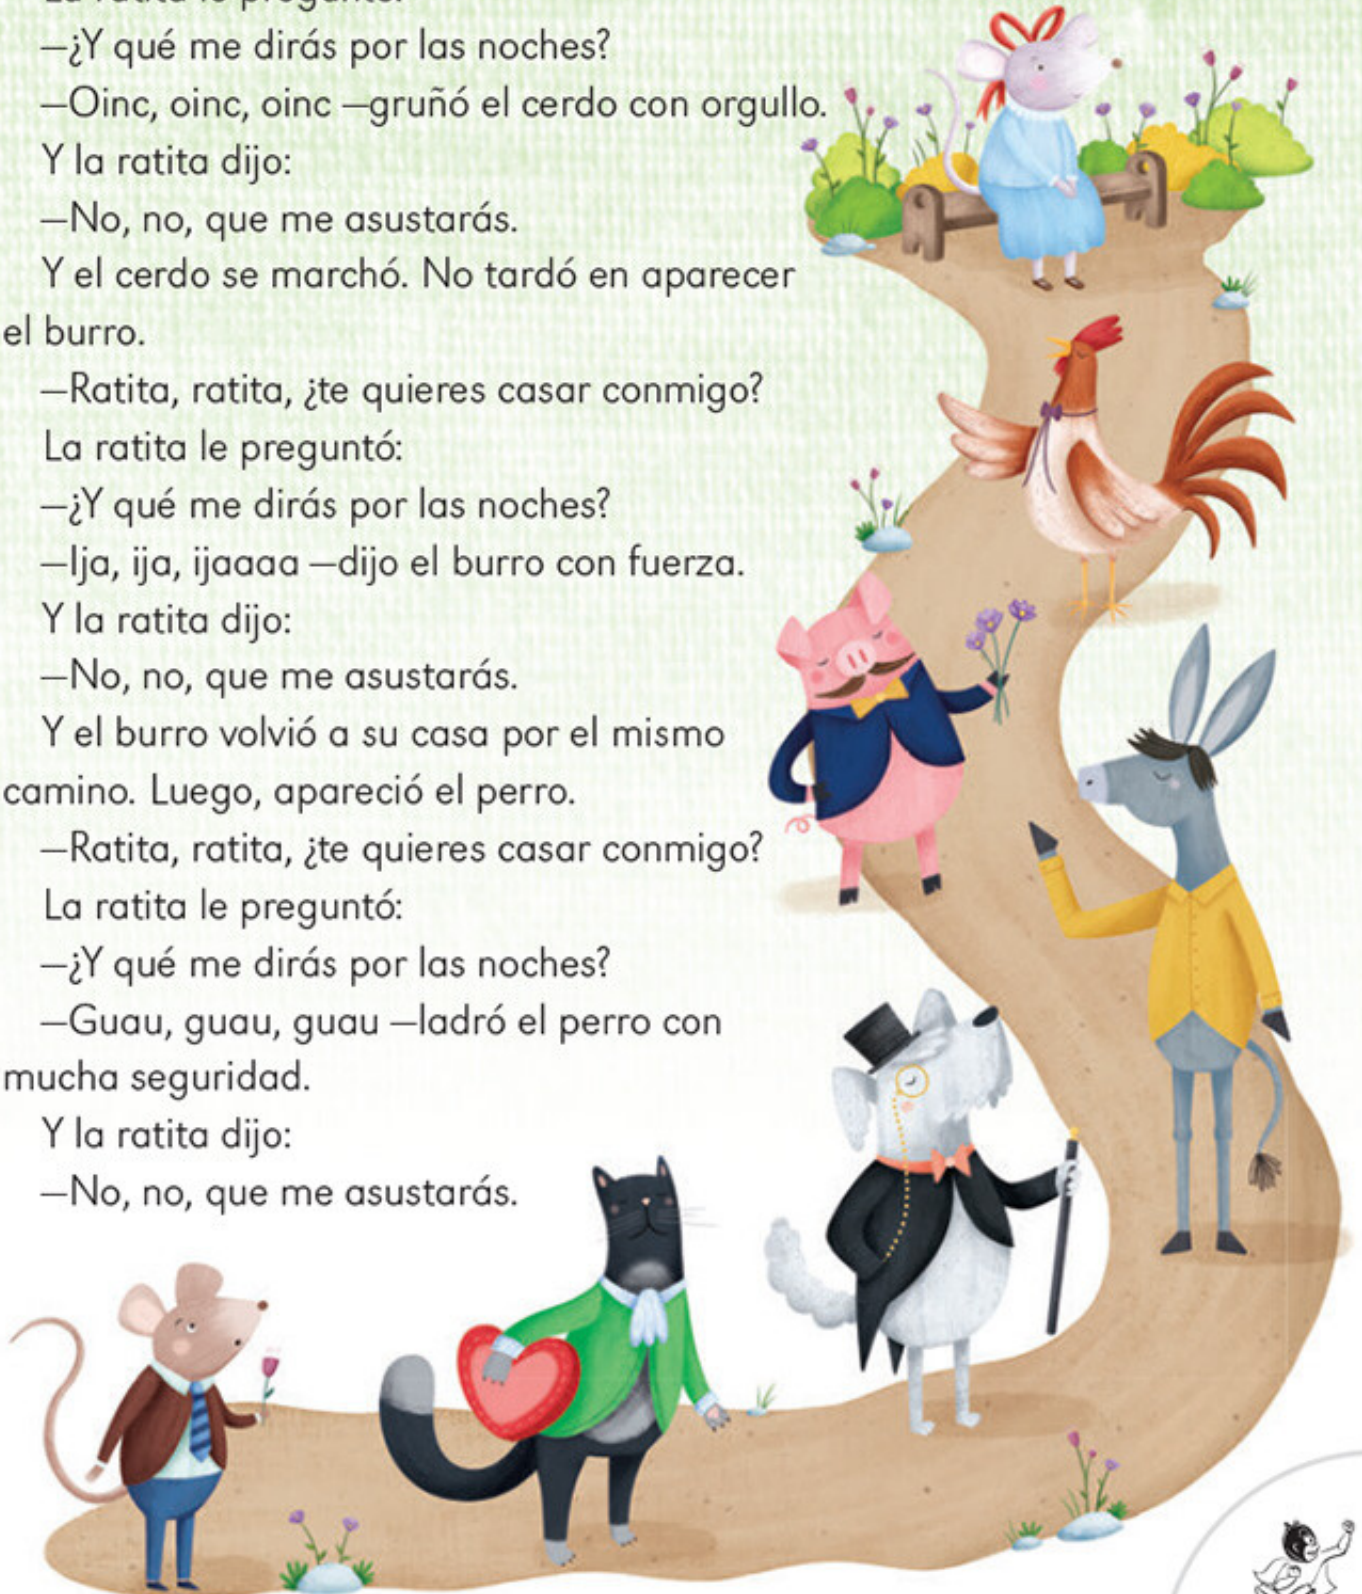 La ratita le preguntó:
—¿Y qué me dirás por las noches?
—Oinc, oinc, oinc —gruñó el cerdo con orgullo.
Y la ratita dijo:
—No, no, que me asustarás.
Y el cerdo se marchó. No tardó en aparecer
el burro.
—Ratita, ratita, ¿te quieres casar conmigo?
La ratita le preguntó:
—¿Y qué me dirás por las noches?
—Ija, ija, ijaaaa —dijo el burro con fuerza.
Y la ratita dijo:
—No, no, que me asustarás.
Y el burro volvió a su casa por el mismo
camino. Luego, apareció el perro.
—Ratita, ratita, ¿te quieres casar conmigo?
La ratita le preguntó:
—¿Y qué me dirás por las noches?
—Guau, guau, guau —ladró el perro con
mucha seguridad.
Y la ratita dijo:
—No, no, que me asustarás.